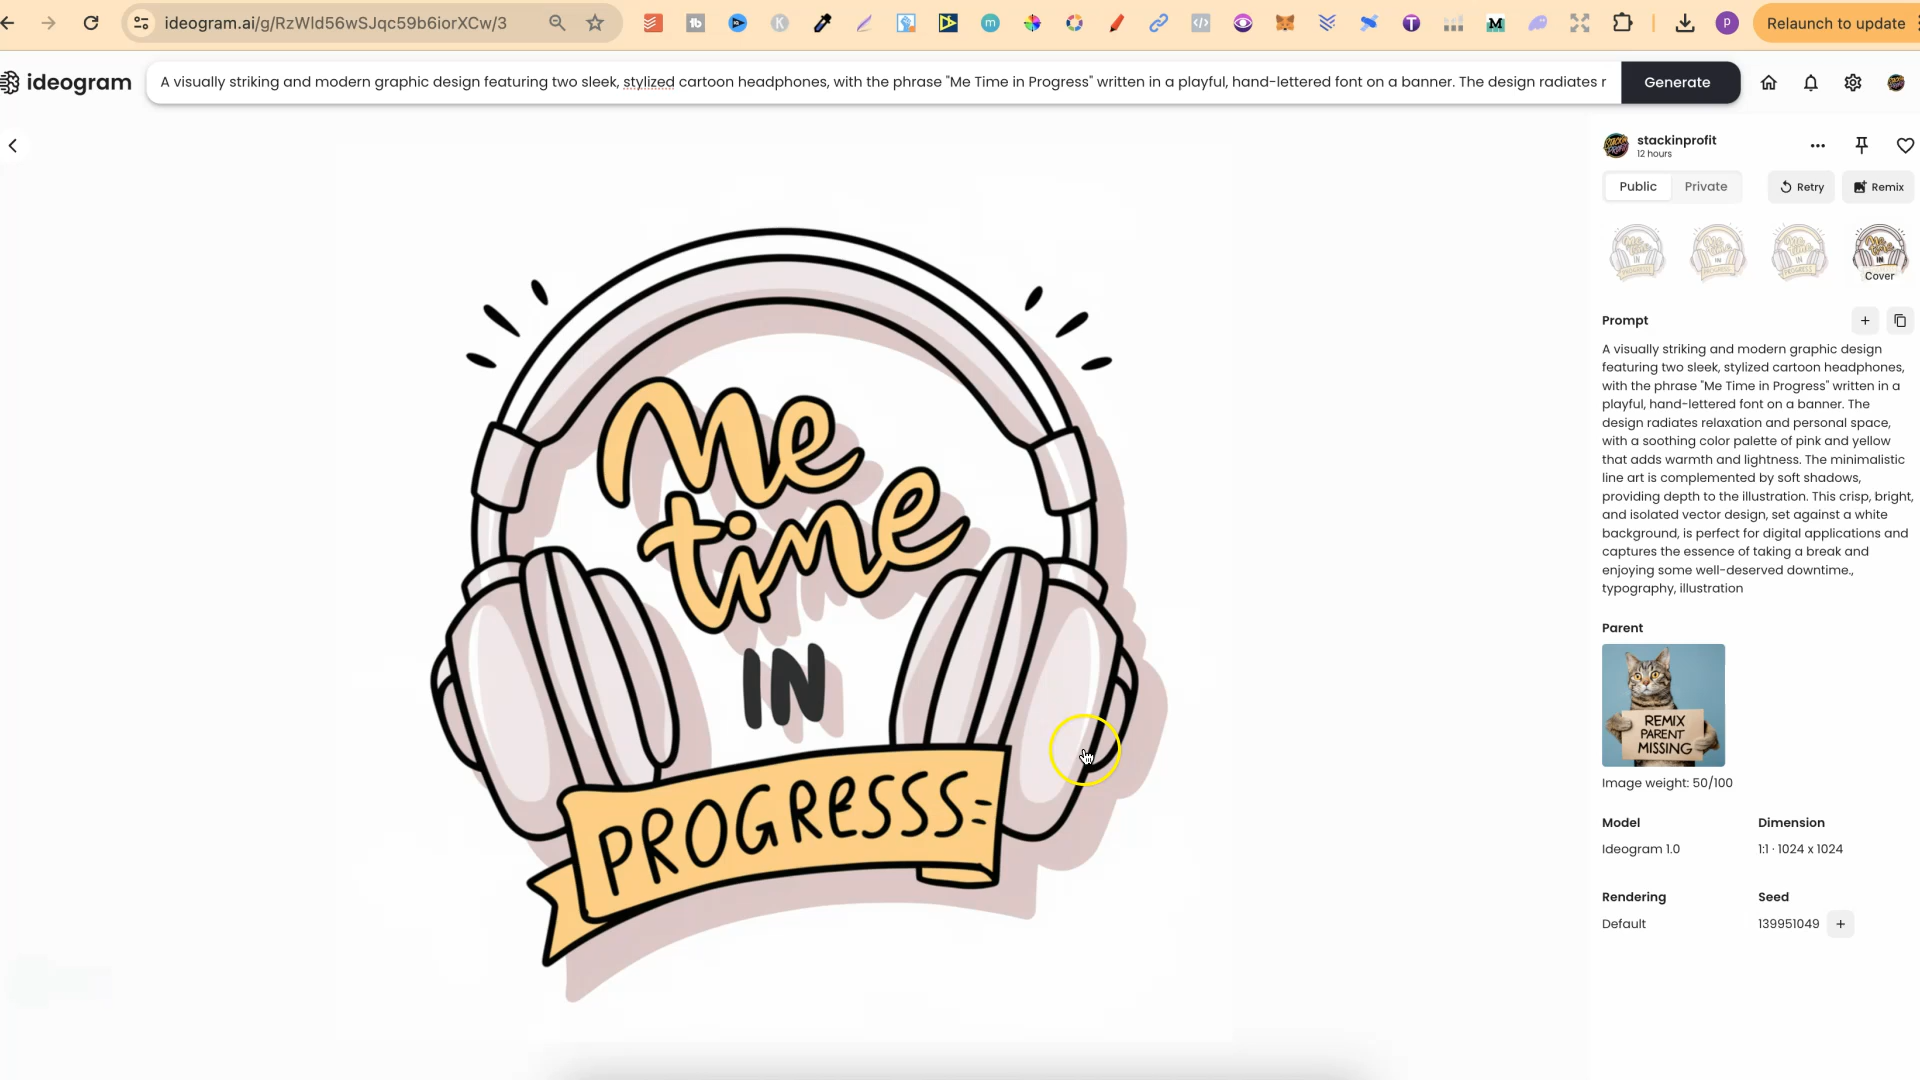 ideogram.ai/g/RzWld56wSJqc59b6iorXCw/3
Relaunch to update
ideogram
A visually striking and modern graphic design featuring two sleek, stylized cartoon headphones, with the phrase "Me Time in Progress" written in a playful, hand-lettered font on a banner. The design radiates r
Generate
stackinprofit
12 hours
Public
Private
Retry
Remix
Cover
Prompt
A visually striking and modern graphic design
featuring two sleek, stylized cartoon headphones,
with the phrase "Me Time in Progress" written in a
playful, hand-lettered font on a banner. The
design radiates relaxation and personal space,
with a soothing color palette of pink and yellow
that adds warmth and lightness. The minimalistic
line art is complemented by soft shadows,
providing depth to the illustration. This crisp, bright,
and isolated vector design, set against a white
background, is perfect for digital applications and
captures the essence of taking a break and
enjoying some well-deserved downtime.,
typography, illustration
Parent
REMIX
PARENT
MISSING
Image weight: 50/100
Model
Dimension
Ideogram 1.0
1:1 · 1024 x 1024
Rendering
Seed
Default
139951049
Me
time
IN
PROGREsSS